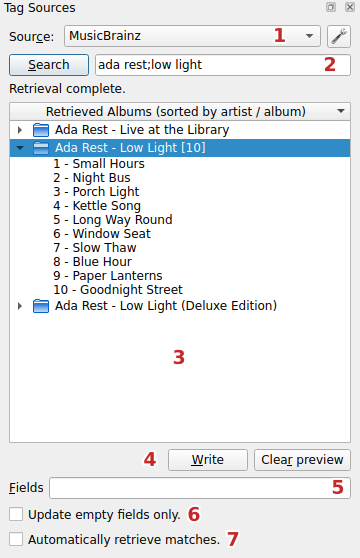 Tag Sources
Source: MusicBrainz 1
Search ada rest;low light 2
Retrieval complete.
Retrieved Albums (sorted by artist / album)
Ada Rest - Live at the Library
Ada Rest - Low Light [10]
1 - Small Hours
2 - Night Bus
3 - Porch Light
4 - Kettle Song
5 - Long Way Round
6 - Window Seat
7 - Slow Thaw
8 - Blue Hour
9 - Paper Lanterns
10 - Goodnight Street
Ada Rest - Low Light (Deluxe Edition)
3
4 Write Clear preview
Fields 5
Update empty fields only. 6
Automatically retrieve matches. 7